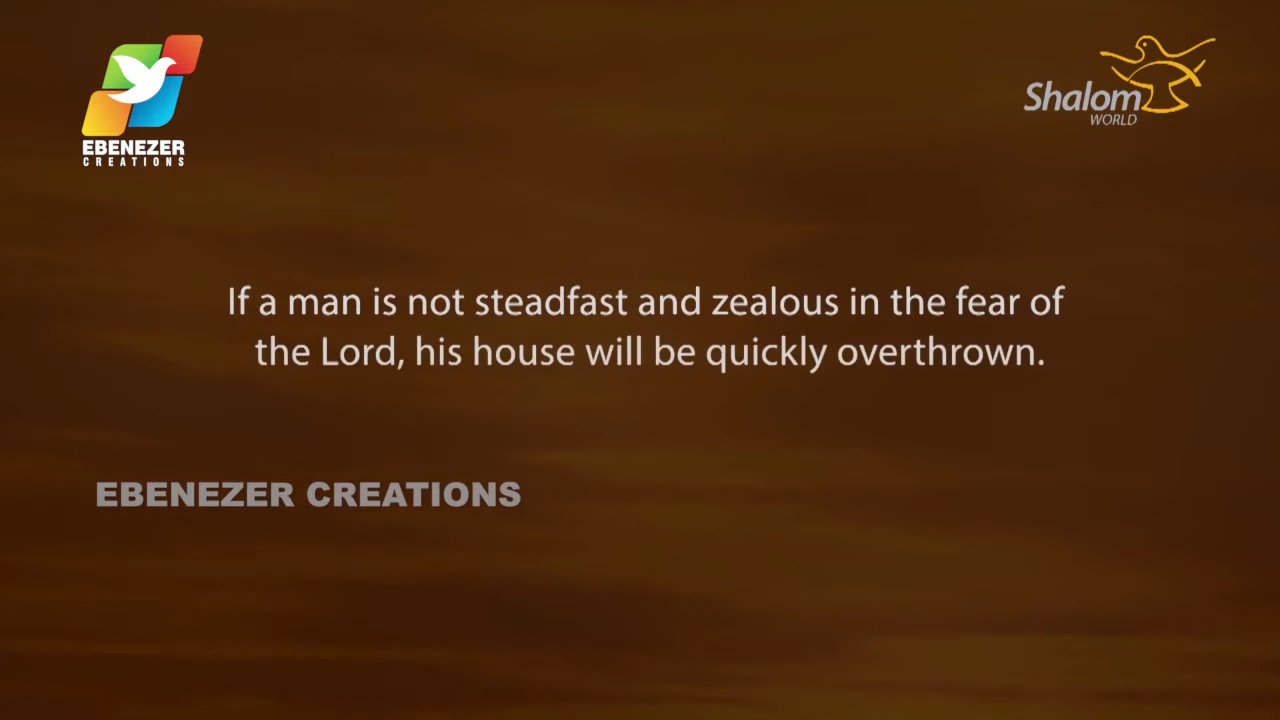 EBENEZER
CREATIONS
Shalom
WORLD
If a man is not steadfast and zealous in the fear of
the Lord, his house will be quickly overthrown.
EBENEZER CREATIONS